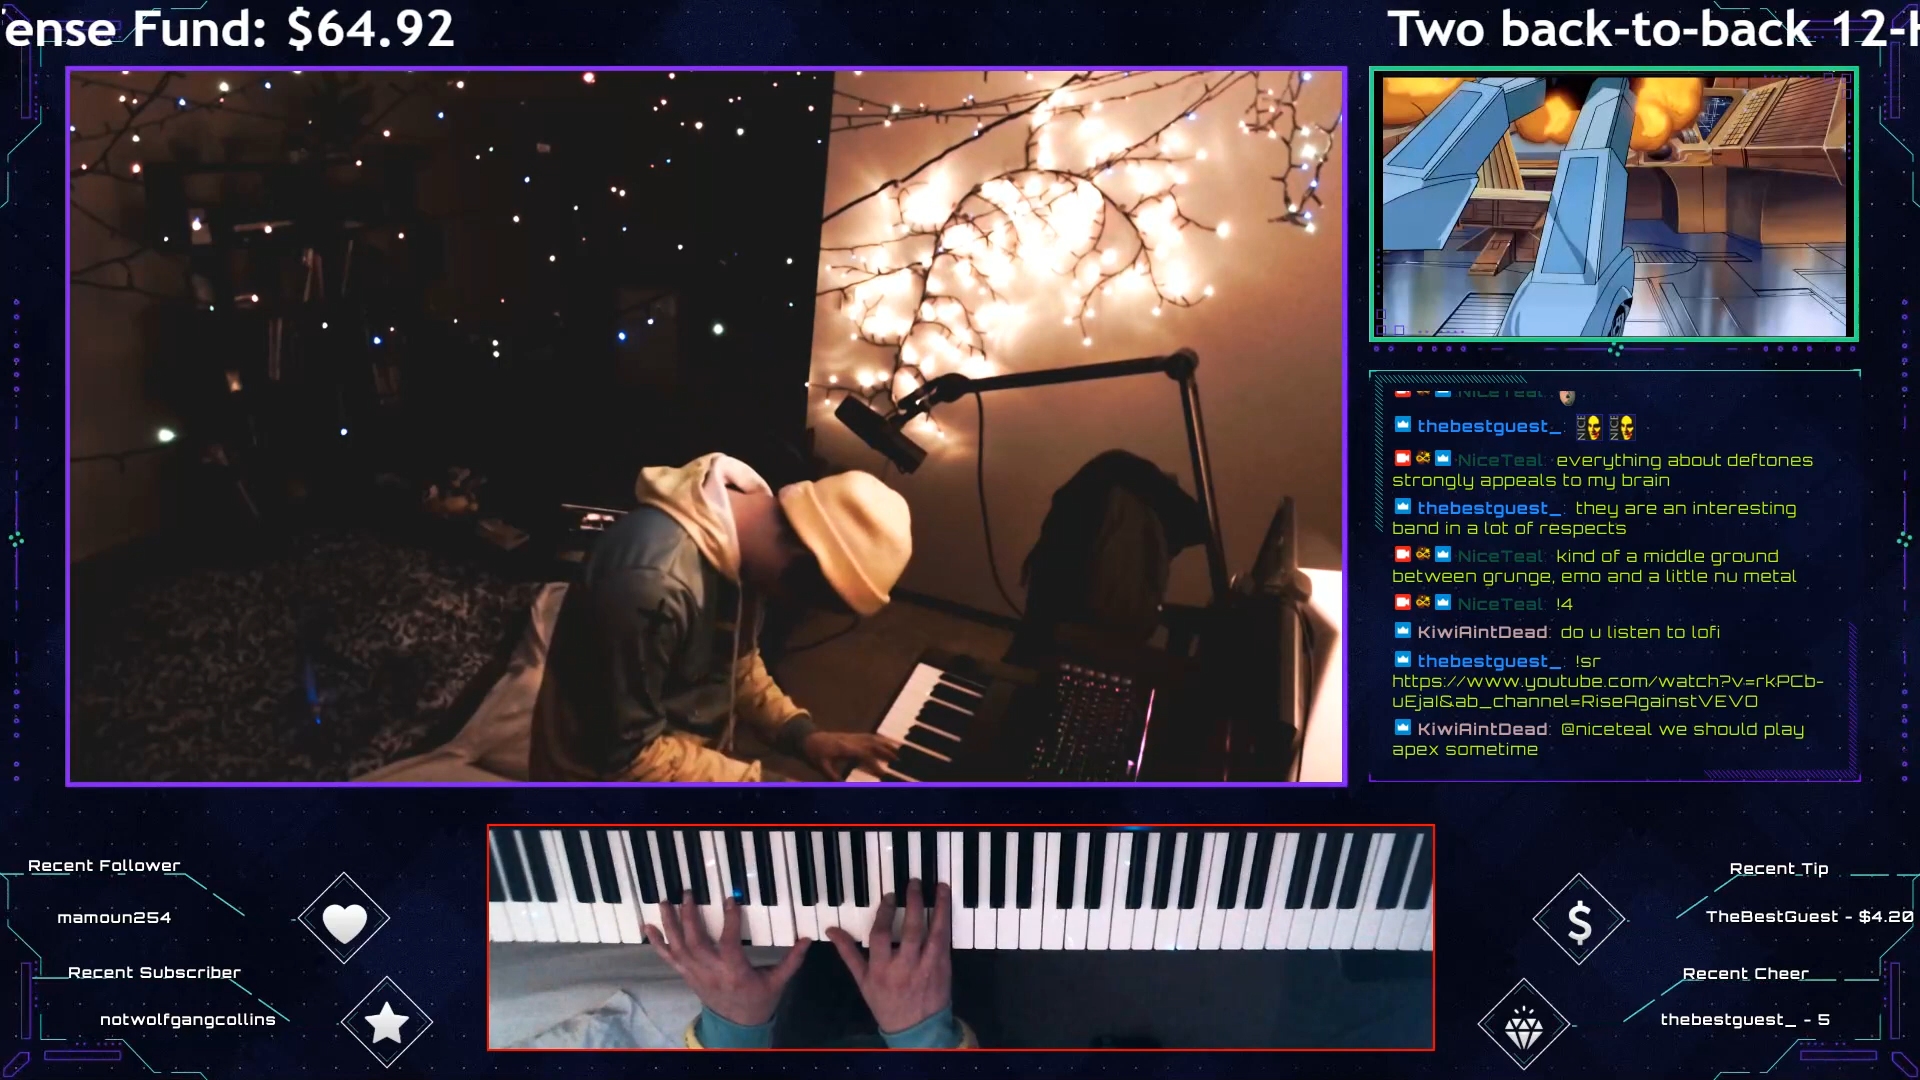 ense Fund: $64.92
Two back-to-back 12-H
NiceTeal:
thebestguest_: NICE NICE
NiceTeal: everything about deftones
strongly appeals to my brain
thebestguest_: they are an interesting
band in a lot of respects
NiceTeal: kind of a middle ground
between grunge, emo and a little nu metal
NiceTeal: !4
KiwiAintDead: do u listen to lofi
thebestguest_: !sr
https://www.youtube.com/watch?v=rkPCb-
uEjaI&ab_channel=RiseAgainstVEVO
KiwiAintDead: @niceteal we should play
apex sometime
Recent Follower
mamoun254
Recent Subscriber
notwolfgangcollins
Recent Tip
TheBestGuest - $4.20
Recent Cheer
thebestguest_ - 5